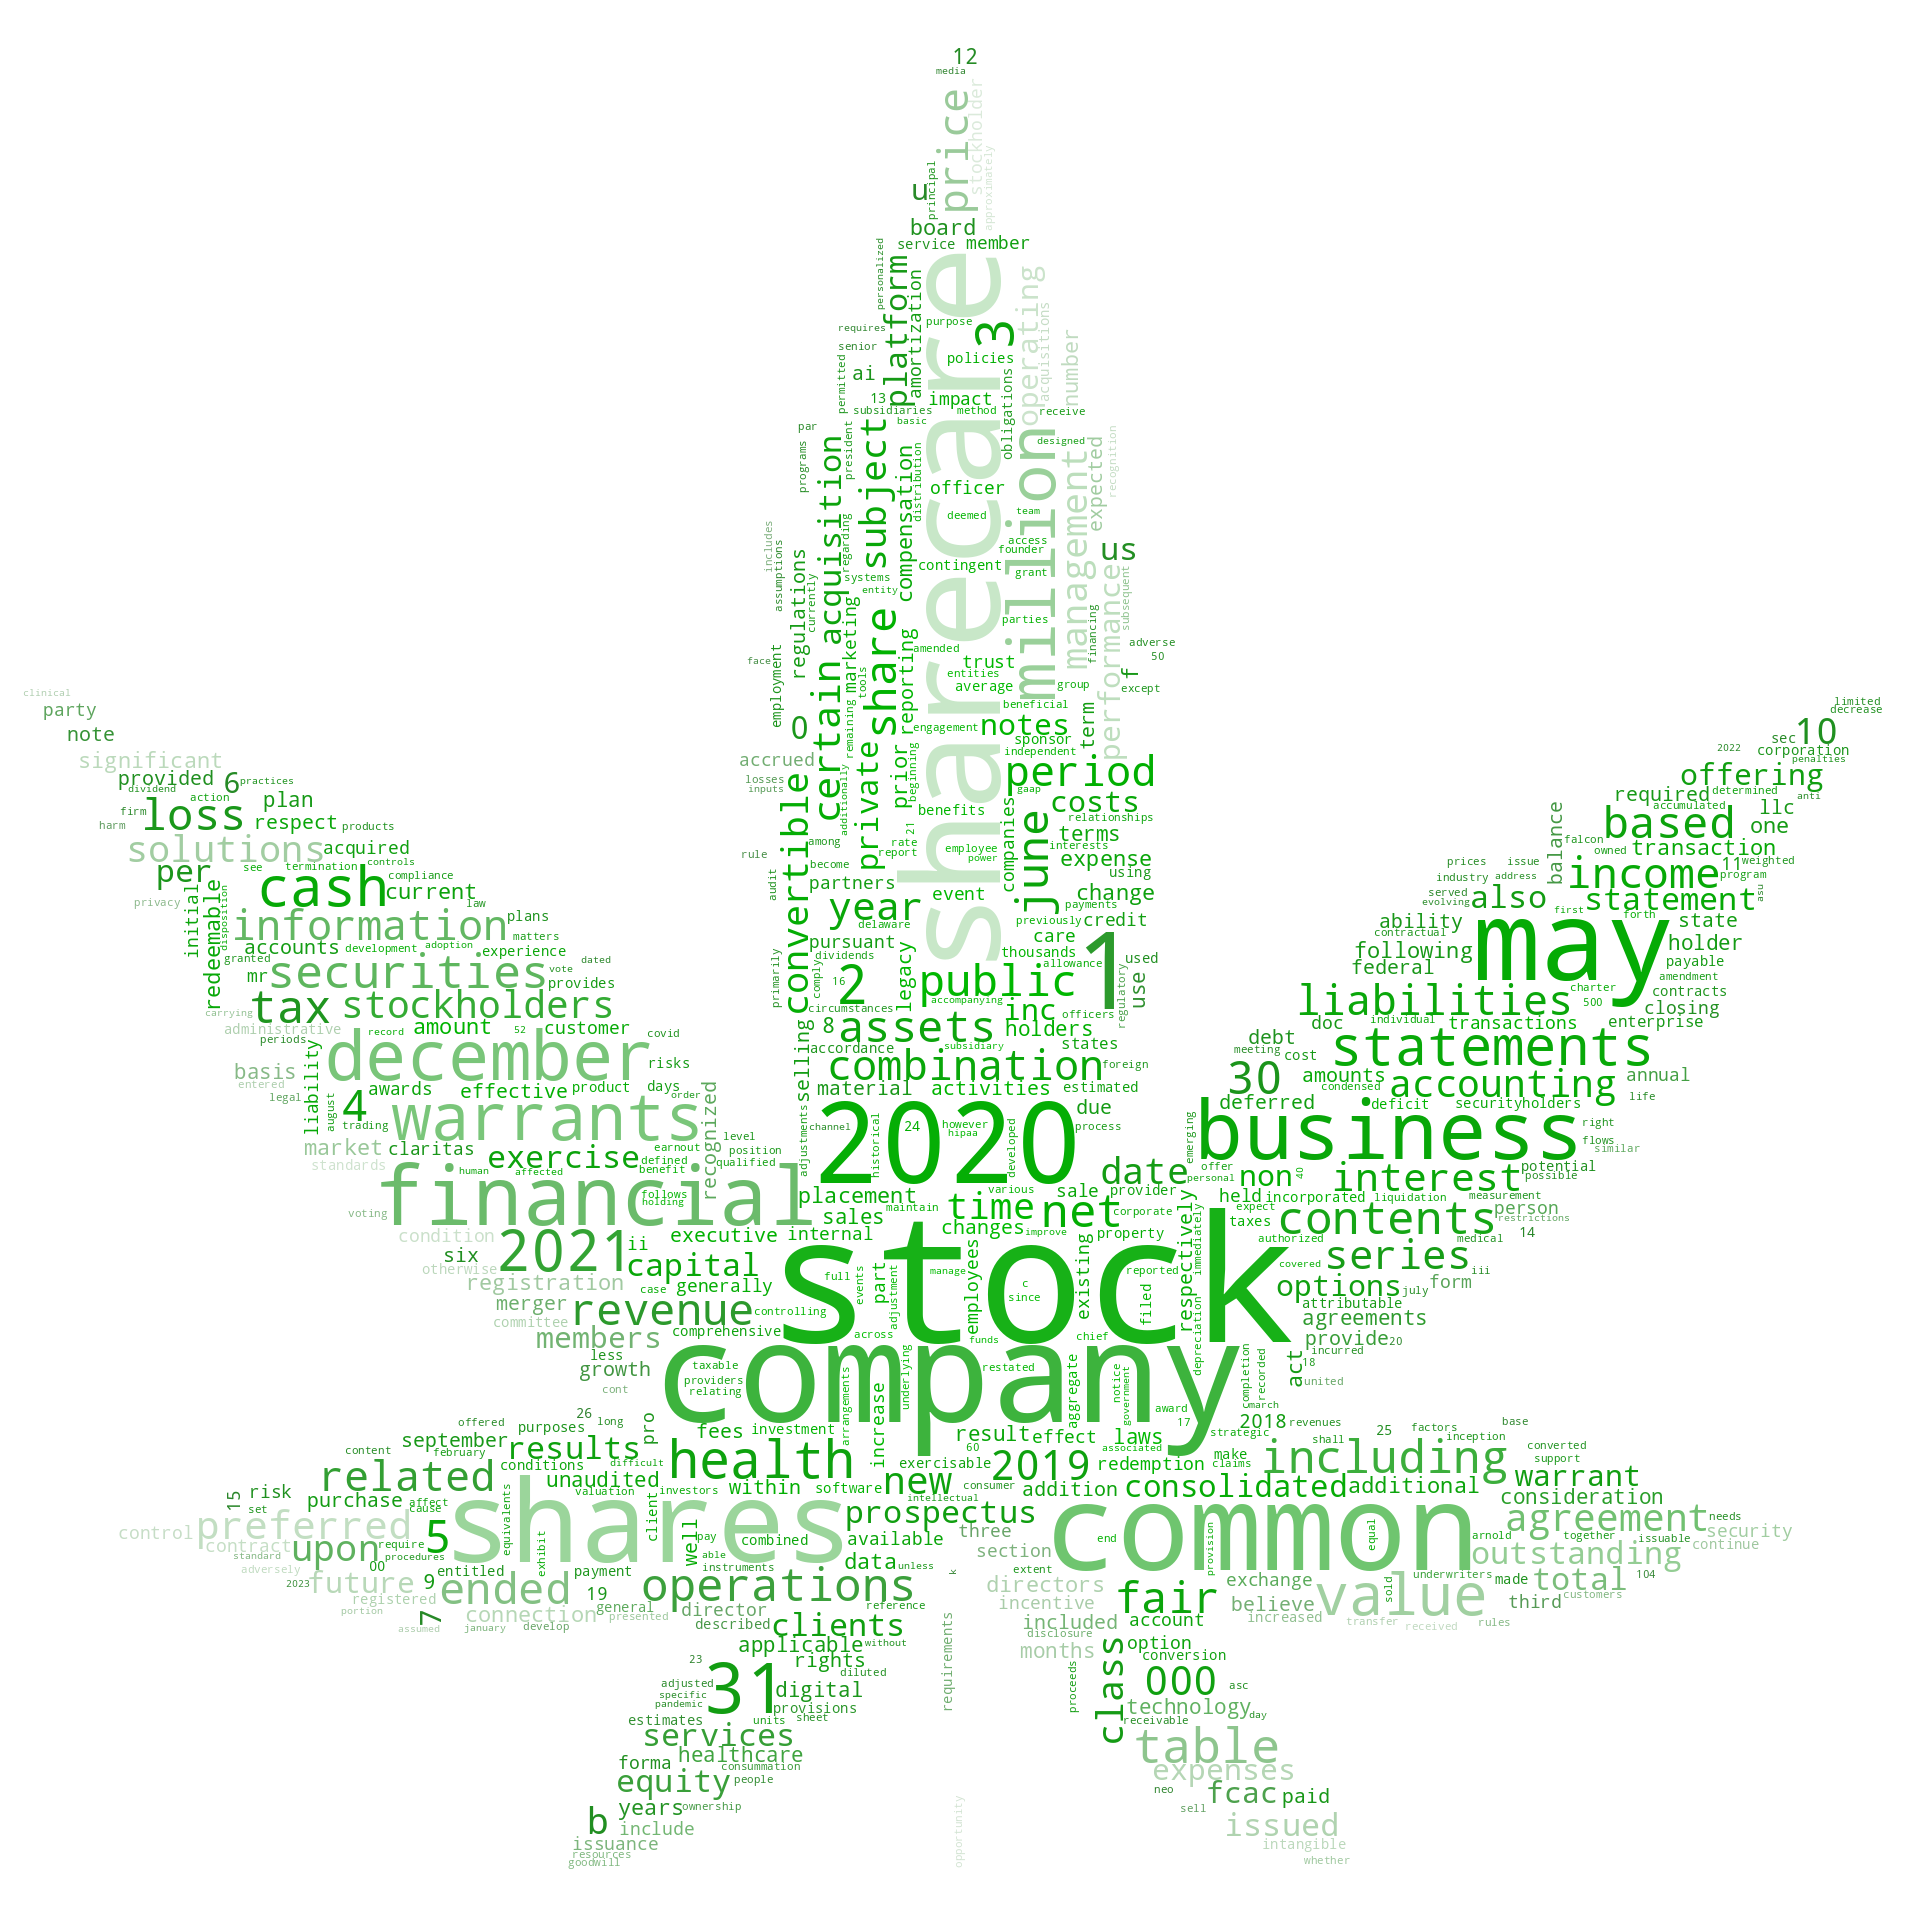 12
media
price
stockholder
approximately
u
principal
board
service
member
personalized
platform
amortization
sharecare
operating
acquisitions
number
requires
purpose
3
senior
policies
permitted
ai
13
impact
subsidiaries
method
basic
obligations
receive
par
president
subject
million
designed
management
expected
recognition
programs
acquisition
compensation
distribution
officer
deemed
team
includes
assumptions
regarding
access
founder
us
regulations
currently
systems
contingent
grant
performance
subsequent
entity
share
parties
financing
marketing
reporting
amended
trust
adverse
50
face
employment
certain
tools
entities
average
group
f
except
clinical
party
note
0
remaining
engagement
beneficial
notes
term
sponsor
independent
limited
decrease
sec
10
significant
accrued
private
prior
beginning
period
2022
corporation
penalties
provided
6
practices
dividend
losses
inputs
convertible
additionally
gaap
offering
action
plan
benefits
companies
costs
required
determined
anti
firm
loss
respect
products
harm
21
relationships
june
terms
accumulated
llc
based
one
balance
solutions
acquired
among
rate
report
employee
interests
power
expense
falcon
owned
transaction
per
see
termination
controls
rule
become
using
prices
issue
11
weighted
compliance
audit
partners
event
change
industry
address
income
program
cash
current
redeemable
initial
disposition
privacy
law
year
payments
served
evolving
also
statement
asu
information
plans
matters
delaware
previously
credit
first
forth
ability
state
contractual
may
accounts
development
adoption
experience
pursuant
legacy
care
following
holder
granted
dated
dividends
thousands
allowance
1
used
federal
payable
mr
securities
vote
provides
primarily
comply
2
16
public
regulatory
use
amendment
charter
contracts
carrying
tax
stockholders
circumstances
accompanying
inc
officers
liabilities
500
closing
administrative
record
amount
52
customer
covid
8
assets
holders
doc
individual
transactions
enterprise
periods
liability
december
selling
accordance
subsidiary
states
debt
meeting
cost
statements
basis
risks
combination
foreign
30
amounts
annual
entered
awards
effective
product
days
order
material
activities
estimated
condensed
accounting
legal
august
4
trading
warrants
recognized
2020
due
deferred
deficit
securityholders
life
adjustments
channel
historical
24
however
hipaa
developed
process
emerging
business
right
flows
similar
market
claritas
earnout
level
position
standards
exercise
defined
benefit
qualified
human
affected
date
offer
personal
non
40
interest
potential
possible
financial
follows
holding
placement
various
sale
provider
held
incorporated
liquidation
measurement
voting
sales
maintain
time
net
corporate
respectively
immediately
expect
taxes
contents
person
restrictions
condition
2021
ii
executive
internal
changes
improve
property
authorized
medical
14
six
otherwise
capital
stock
employees
existing
reported
covered
series
iii
registration
case
generally
full
events
part
adjustment
manage
c
since
filed
options
july
form
merger
committee
revenue
controlling
attributable
agreements
members
comprehensive
across
funds
chief
depreciation
provide
20
incurred
less
growth
company
taxable
providers
relating
arrangements
underlying
restated
aggregate
notice
government
completion
recorded
act
18
united
cont
increase
award
march
26
long
17
2018
revenues
factors
base
offered
purposes
pro
fees
investment
result
effect
laws
strategic
shall
25
inception
content
september
february
results
60
associated
make
including
converted
support
conditions
difficult
health
exercisable
2019
redemption
claims
related
unaudited
valuation
investors
within
software
new
consumer
intellectual
addition
consolidated
additional
warrant
15
risk
set
purchase
affect
cause
equivalents
shares
client
prospectus
common
consideration
control
preferred
5
exhibit
well
pay
combined
available
three
end
provision
equal
arnold
agreement
together
needs
issuable
security
continue
contract
standard
adversely
upon
require
procedures
able
instruments
data
unless
section
extent
outstanding
00
entitled
payment
k
directors
exchange
underwriters
made
total
104
2023
future
9
ended
19
operations
reference
incentive
fair
believe
value
sold
third
customers
registered
portion
7
connection
general
presented
director
described
clients
included
disclosure
account
increased
transfer
received
rules
assumed
january
develop
applicable
without
requirements
months
option
conversion
23
rights
diluted
class
adjusted
specific
pandemic
31
digital
proceeds
000
asc
estimates
units
provisions
sheet
technology
receivable
day
services
table
forma
healthcare
consummation
expenses
equity
people
neo
fcac
paid
b
years
ownership
sell
include
issued
issuance
opportunity
intangible
resources
goodwill
whether